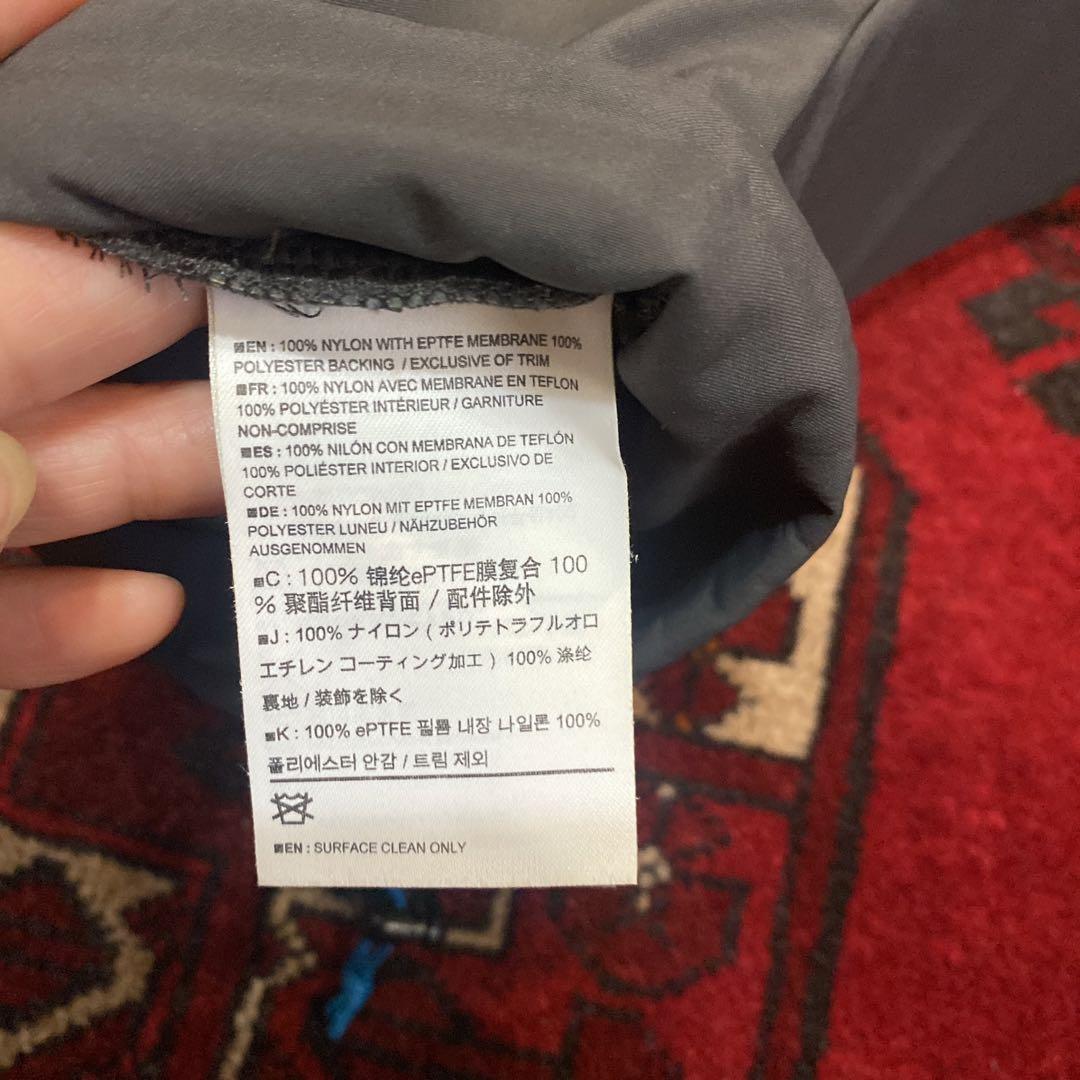 EN : 100% NYLON WITH EPTFE MEMBRANE 100%
POLYESTER BACKING / EXCLUSIVE OF TRIM
FR : 100% NYLON AVEC MEMBRANE EN TEFLON
100% POLYÉSTER INTÉRIEUR / GARNITURE
NON-COMPRISE
ES : 100% NILÓN CON MEMBRANA DE TEFLÓN
100% POLIÉSTER INTERIOR / EXCLUSIVO DE
CORTE
DE : 100% NYLON MIT EPTFE MEMBRAN 100%
POLYESTER LUNEU / NÄHZUBEHÖR
AUSGENOMMEN
C : 100% 锦纶ePTFE膜复合 100
% 聚酯纤维背面 / 配件除外
J : 100% ナイロン ( ポリテトラフルオロ
エチレン コーティング加工 ) 100% 涤纶
裏地 / 装飾を除く
K : 100% ePTFE 필름 내장 나일론 100%
폴리에스터 안감 / 트림 제외
EN : SURFACE CLEAN ONLY